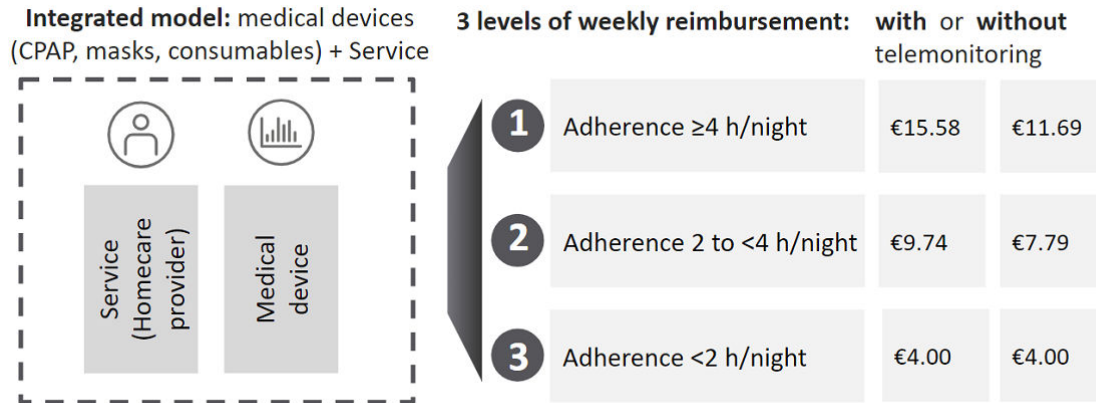 Integrated model: medical devices
(CPAP, masks, consumables) + Service
Service
(Homecare
provider)
Medical
device
3 levels of weekly reimbursement: with or without
telemonitoring
1 Adherence ≥4 h/night €15.58 €11.69
2 Adherence 2 to <4 h/night €9.74 €7.79
3 Adherence <2 h/night €4.00 €4.00